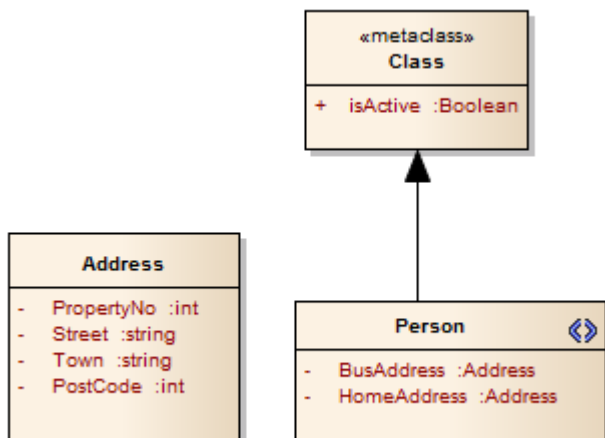 «metaclass»
Class
+ isActive :Boolean
Address
- PropertyNo :int
- Street :string
- Town :string
- PostCode :int
Person
- BusAddress :Address
- HomeAddress :Address